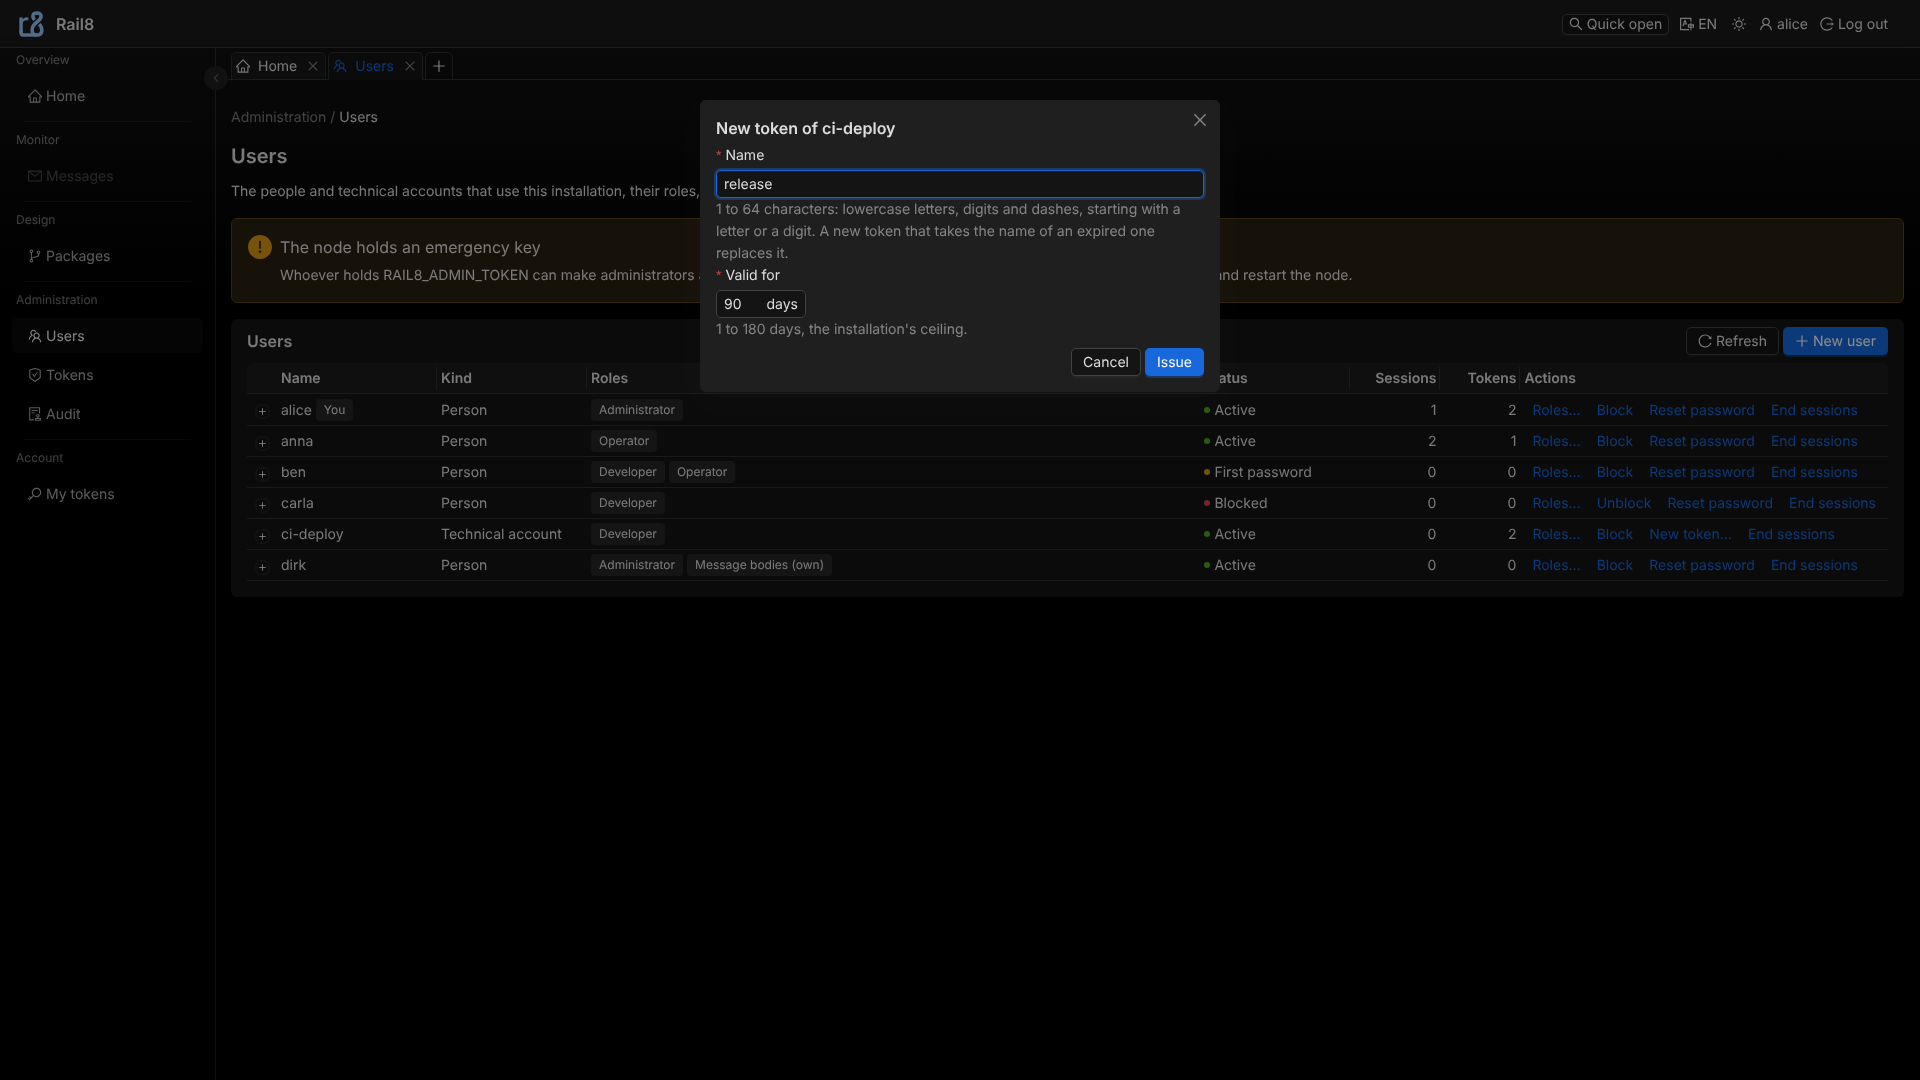 Rail8
Quick open
EN
alice
Log out
Overview
Home
Monitor
Messages
Design
Packages
Administration
Users
Tokens
Audit
Account
My tokens
Home
Users
Administration / Users
Users
The people and technical accounts that use this installation, their roles,
The node holds an emergency key
Whoever holds RAIL8_ADMIN_TOKEN can make administrators
and restart the node.
New token of ci-deploy
* Name
release
1 to 64 characters: lowercase letters, digits and dashes, starting with a
letter or a digit. A new token that takes the name of an expired one
replaces it.
* Valid for
90 days
1 to 180 days, the installation's ceiling.
Cancel
Issue
Users
Refresh
New user
Name Kind Roles atus Sessions Tokens Actions
alice You Person Administrator Active 1 2 Roles... Block Reset password End sessions
anna Person Operator Active 2 1 Roles... Block Reset password End sessions
ben Person Developer Operator First password 0 0 Roles... Block Reset password End sessions
carla Person Developer Blocked 0 0 Roles... Unblock Reset password End sessions
ci-deploy Technical account Developer Active 0 2 Roles... Block New token... End sessions
dirk Person Administrator Message bodies (own) Active 0 0 Roles... Block Reset password End sessions